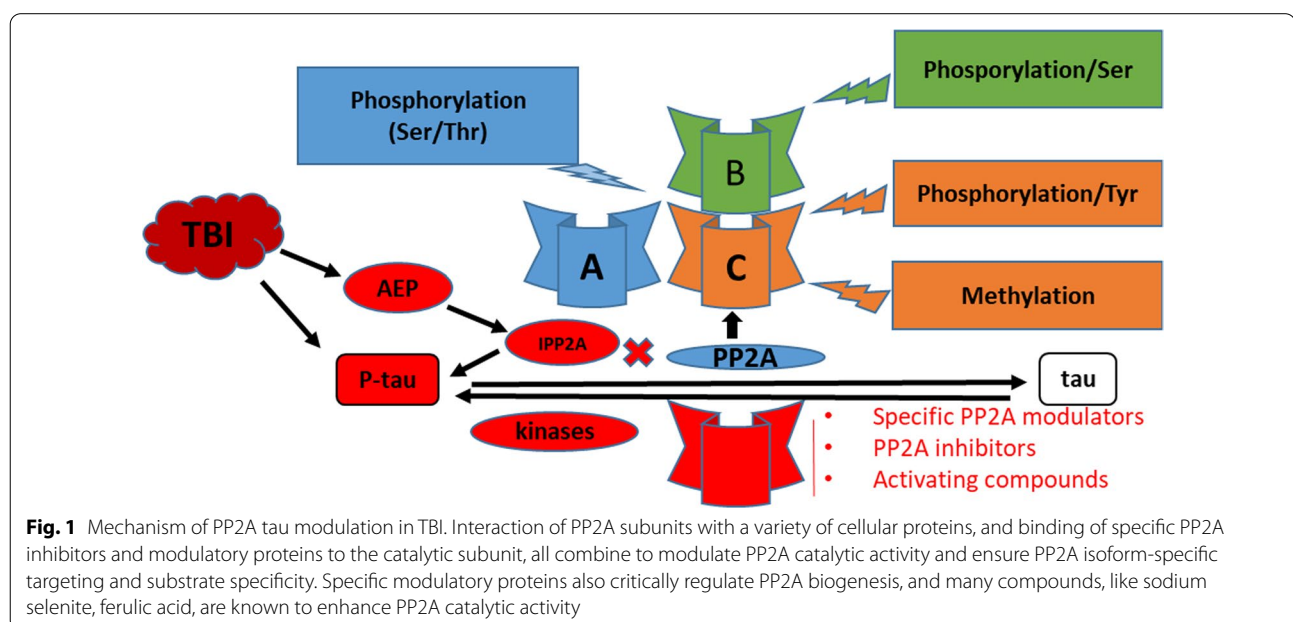 Phosphorylation
(Ser/Thr)
Phosporylation/Ser
B
Phosphorylation/Tyr
TBI
A
C
AEP
Methylation
IPP2A
PP2A
P-tau
tau
kinases
• Specific PP2A modulators
• PP2A inhibitors
• Activating compounds
Fig. 1 Mechanism of PP2A tau modulation in TBI. Interaction of PP2A subunits with a variety of cellular proteins, and binding of specific PP2A
inhibitors and modulatory proteins to the catalytic subunit, all combine to modulate PP2A catalytic activity and ensure PP2A isoform-specific
targeting and substrate specificity. Specific modulatory proteins also critically regulate PP2A biogenesis, and many compounds, like sodium
selenite, ferulic acid, are known to enhance PP2A catalytic activity